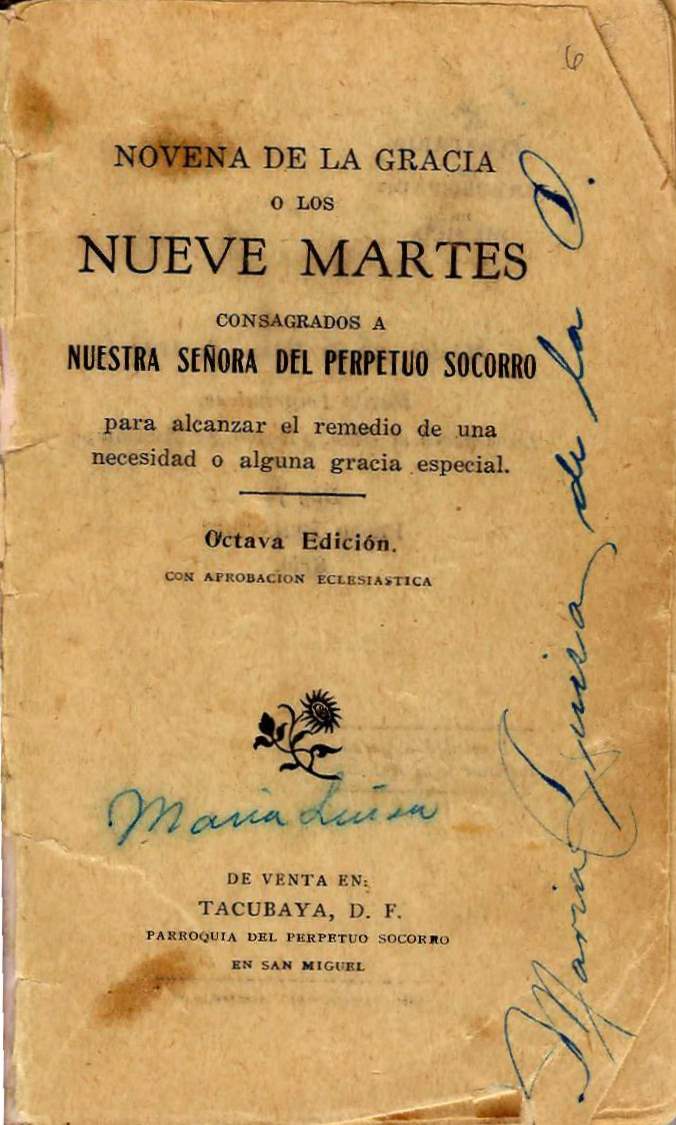 6
NOVENA DE LA GRACIA
O LOS
NUEVE MARTES
CONSAGRADOS A
NUESTRA SEÑORA DEL PERPETUO SOCORRO
para alcanzar el remedio de una
necesidad o alguna gracia especial.
Octava Edición.
CON APROBACION ECLESIASTICA
Maria Luisa
DE VENTA EN:
TACUBAYA, D. F.
PARROQUIA DEL PERPETUO SOCORRO
EN SAN MIGUEL
Maria Luisa de la O.